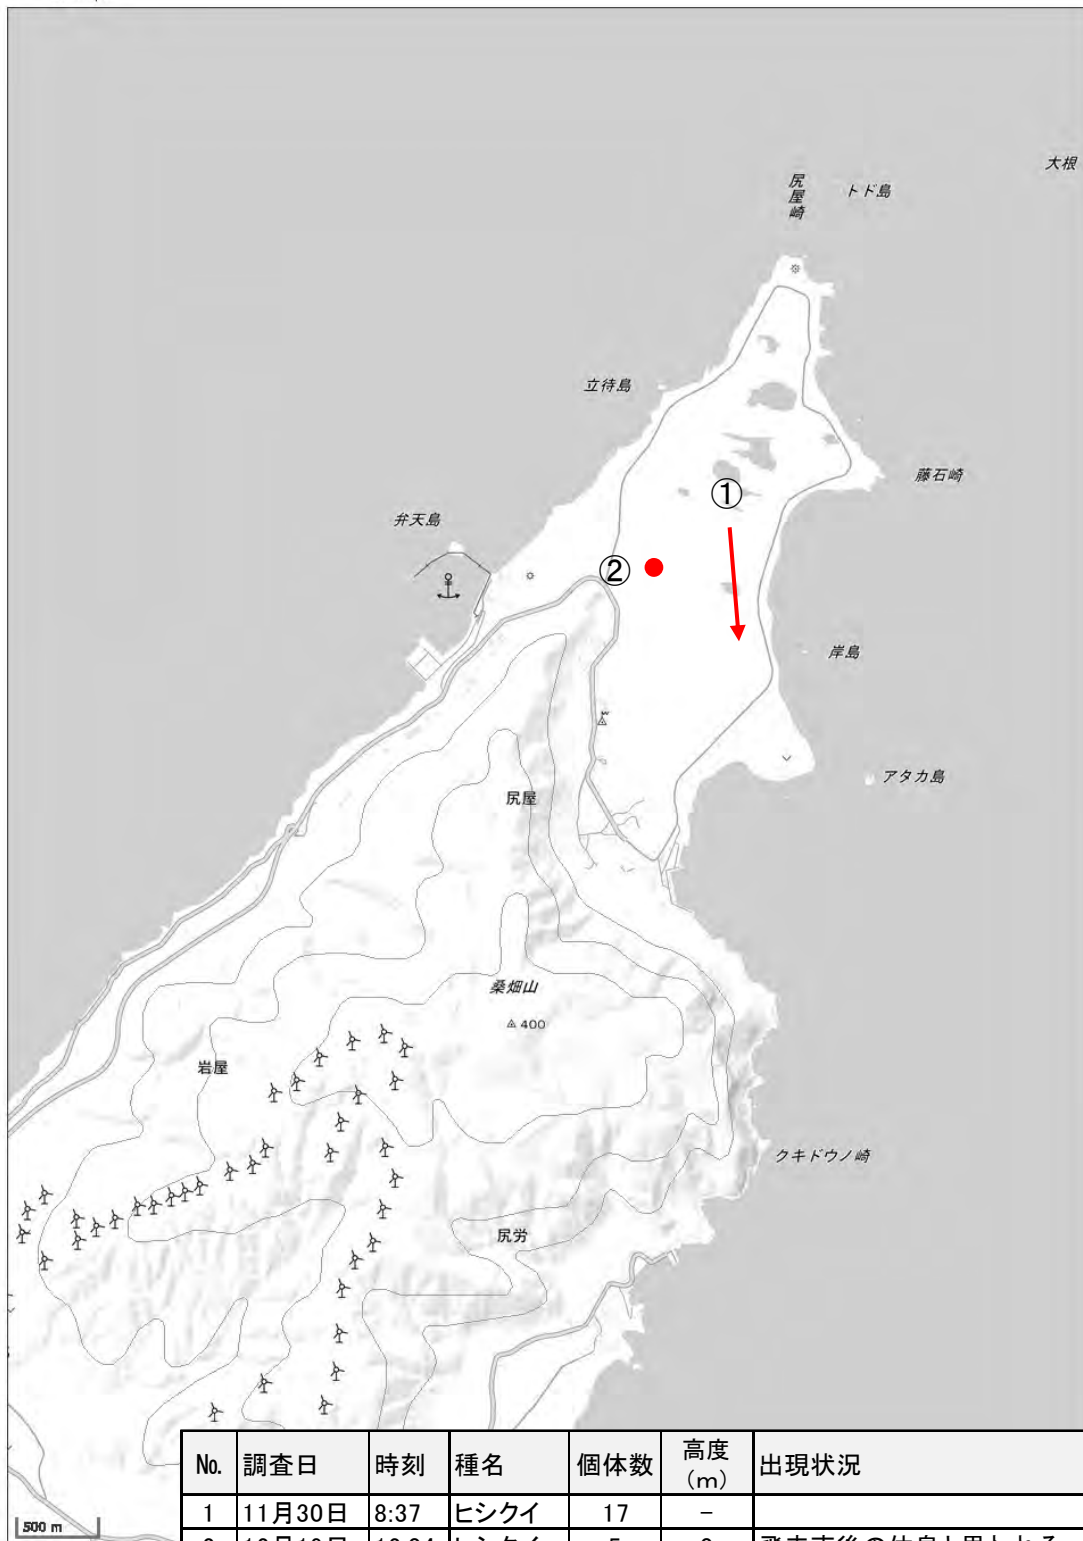 大根
尻屋崎
トド島
立待島
藤石崎
①
弁天島
②
岸島
アタカ島
尻屋
桑畑山
400
岩屋
クキドウノ崎
尻労
No. 調査日 時刻 種名 個体数 高度(m) 出現状況
1 11月30日 8:37 ヒシクイ 17 -
500 m